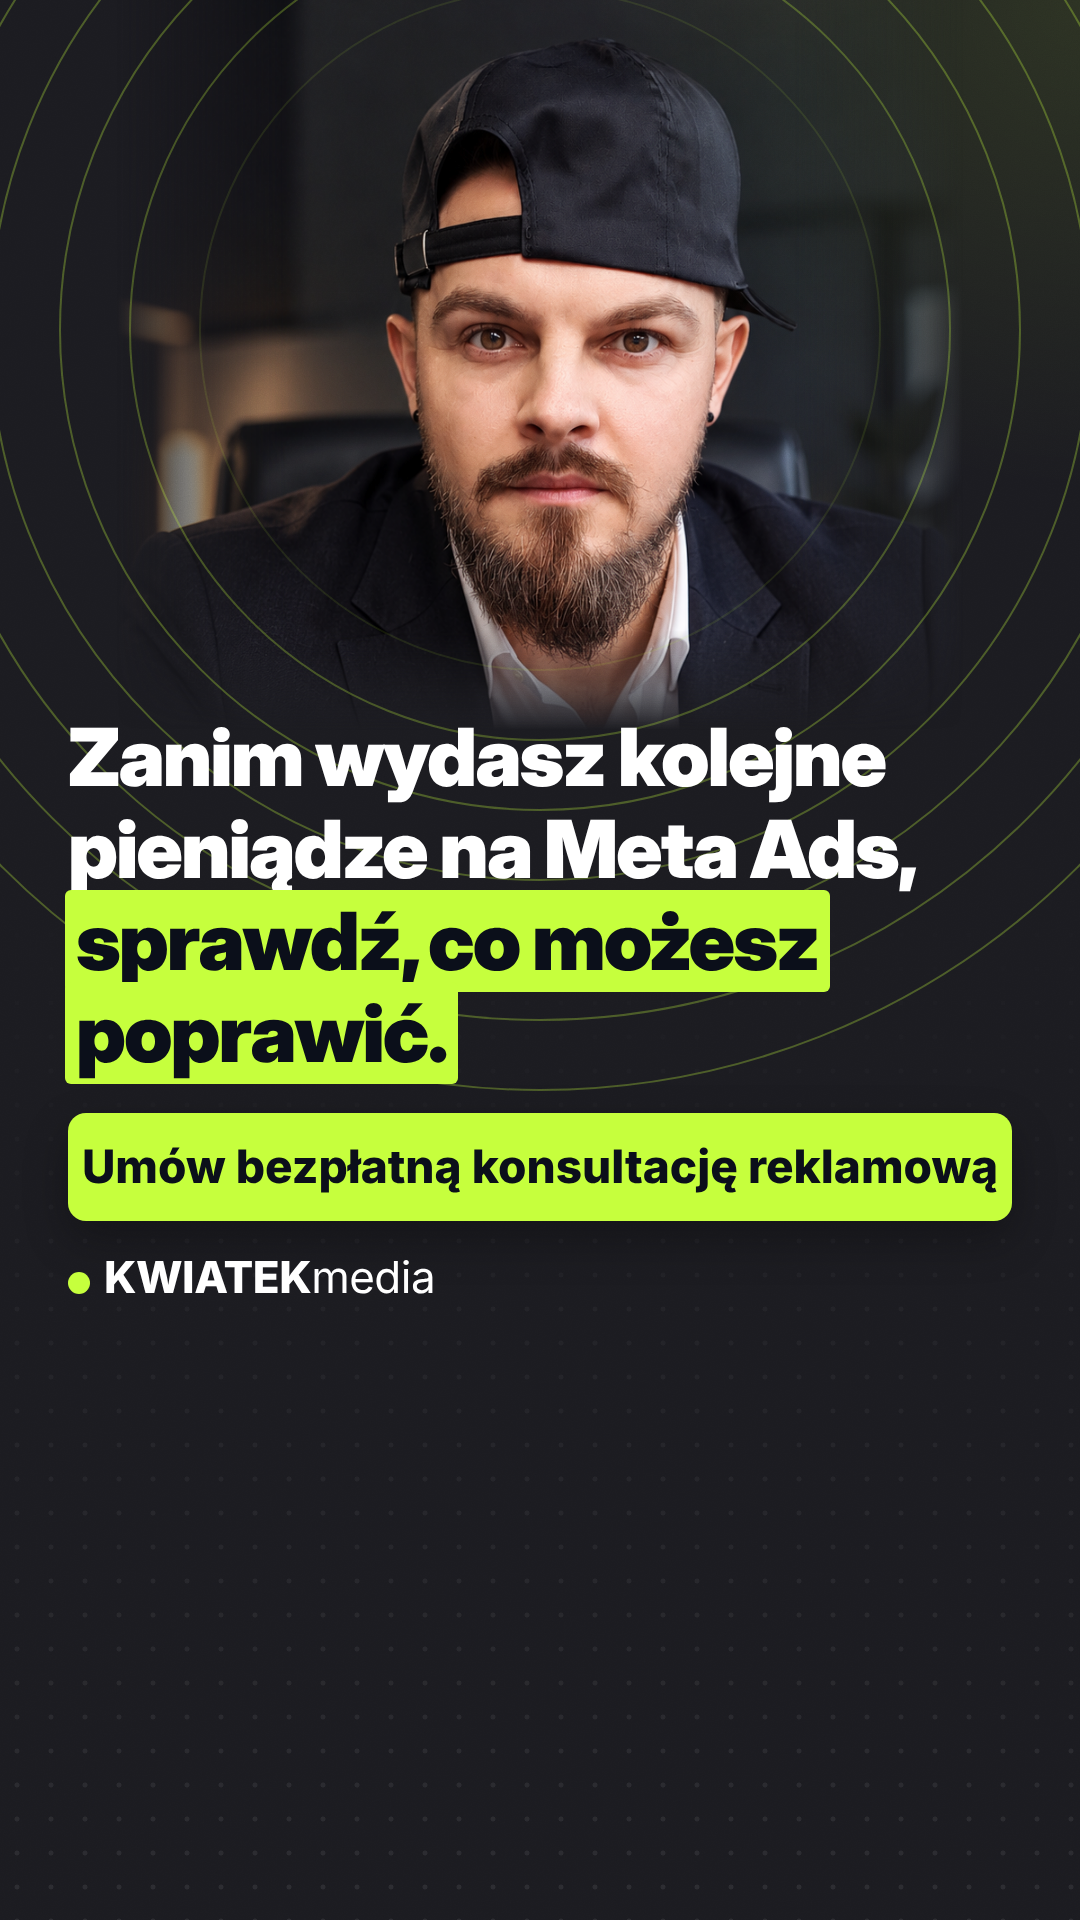 Zanim wydasz kolejne
pieniądze na Meta Ads,
sprawdź, co możesz
poprawić.
Umów bezpłatną konsultację reklamową
KWIATEKmedia